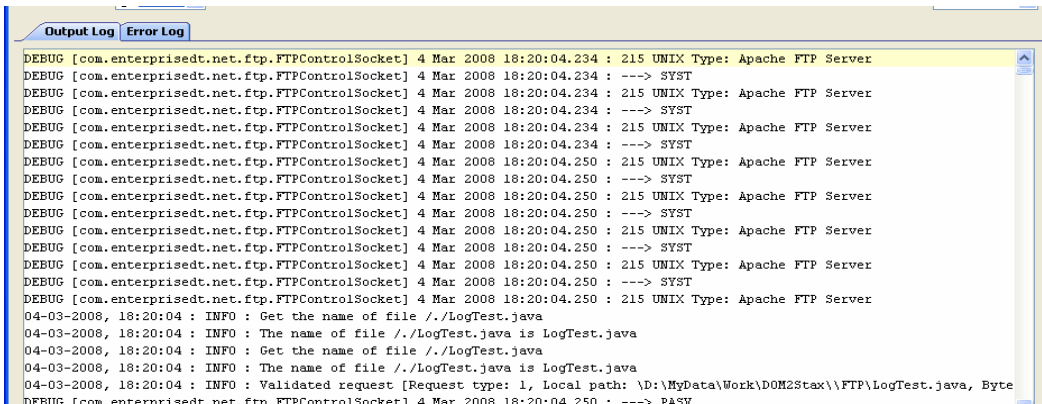 Output Log Error Log
DEBUG [com.enterprisedt.net.ftp.FTPControlSocket] 4 Mar 2008 18:20:04.234 : 215 UNIX Type: Apache FTP Server
DEBUG [com.enterprisedt.net.ftp.FTPControlSocket] 4 Mar 2008 18:20:04.234 : ---> SYST
DEBUG [com.enterprisedt.net.ftp.FTPControlSocket] 4 Mar 2008 18:20:04.234 : 215 UNIX Type: Apache FTP Server
DEBUG [com.enterprisedt.net.ftp.FTPControlSocket] 4 Mar 2008 18:20:04.234 : ---> SYST
DEBUG [com.enterprisedt.net.ftp.FTPControlSocket] 4 Mar 2008 18:20:04.234 : 215 UNIX Type: Apache FTP Server
DEBUG [com.enterprisedt.net.ftp.FTPControlSocket] 4 Mar 2008 18:20:04.234 : ---> SYST
DEBUG [com.enterprisedt.net.ftp.FTPControlSocket] 4 Mar 2008 18:20:04.250 : 215 UNIX Type: Apache FTP Server
DEBUG [com.enterprisedt.net.ftp.FTPControlSocket] 4 Mar 2008 18:20:04.250 : ---> SYST
DEBUG [com.enterprisedt.net.ftp.FTPControlSocket] 4 Mar 2008 18:20:04.250 : 215 UNIX Type: Apache FTP Server
DEBUG [com.enterprisedt.net.ftp.FTPControlSocket] 4 Mar 2008 18:20:04.250 : ---> SYST
DEBUG [com.enterprisedt.net.ftp.FTPControlSocket] 4 Mar 2008 18:20:04.250 : 215 UNIX Type: Apache FTP Server
DEBUG [com.enterprisedt.net.ftp.FTPControlSocket] 4 Mar 2008 18:20:04.250 : ---> SYST
DEBUG [com.enterprisedt.net.ftp.FTPControlSocket] 4 Mar 2008 18:20:04.250 : 215 UNIX Type: Apache FTP Server
DEBUG [com.enterprisedt.net.ftp.FTPControlSocket] 4 Mar 2008 18:20:04.250 : ---> SYST
DEBUG [com.enterprisedt.net.ftp.FTPControlSocket] 4 Mar 2008 18:20:04.250 : 215 UNIX Type: Apache FTP Server
04-03-2008, 18:20:04 : INFO : Get the name of file /./LogTest.java
04-03-2008, 18:20:04 : INFO : The name of file /./LogTest.java is LogTest.java
04-03-2008, 18:20:04 : INFO : Get the name of file /./LogTest.java
04-03-2008, 18:20:04 : INFO : The name of file /./LogTest.java is LogTest.java
04-03-2008, 18:20:04 : INFO : Validated request [Request type: 1, Local path: \D:\MyData\Work\DOM2Stax\\FTP\LogTest.java, Byte
DEBUG [com.enterprisedt.net.ftp.FTPControlSocket] 4 Mar 2008 18:20:04.250 : ---> PASV